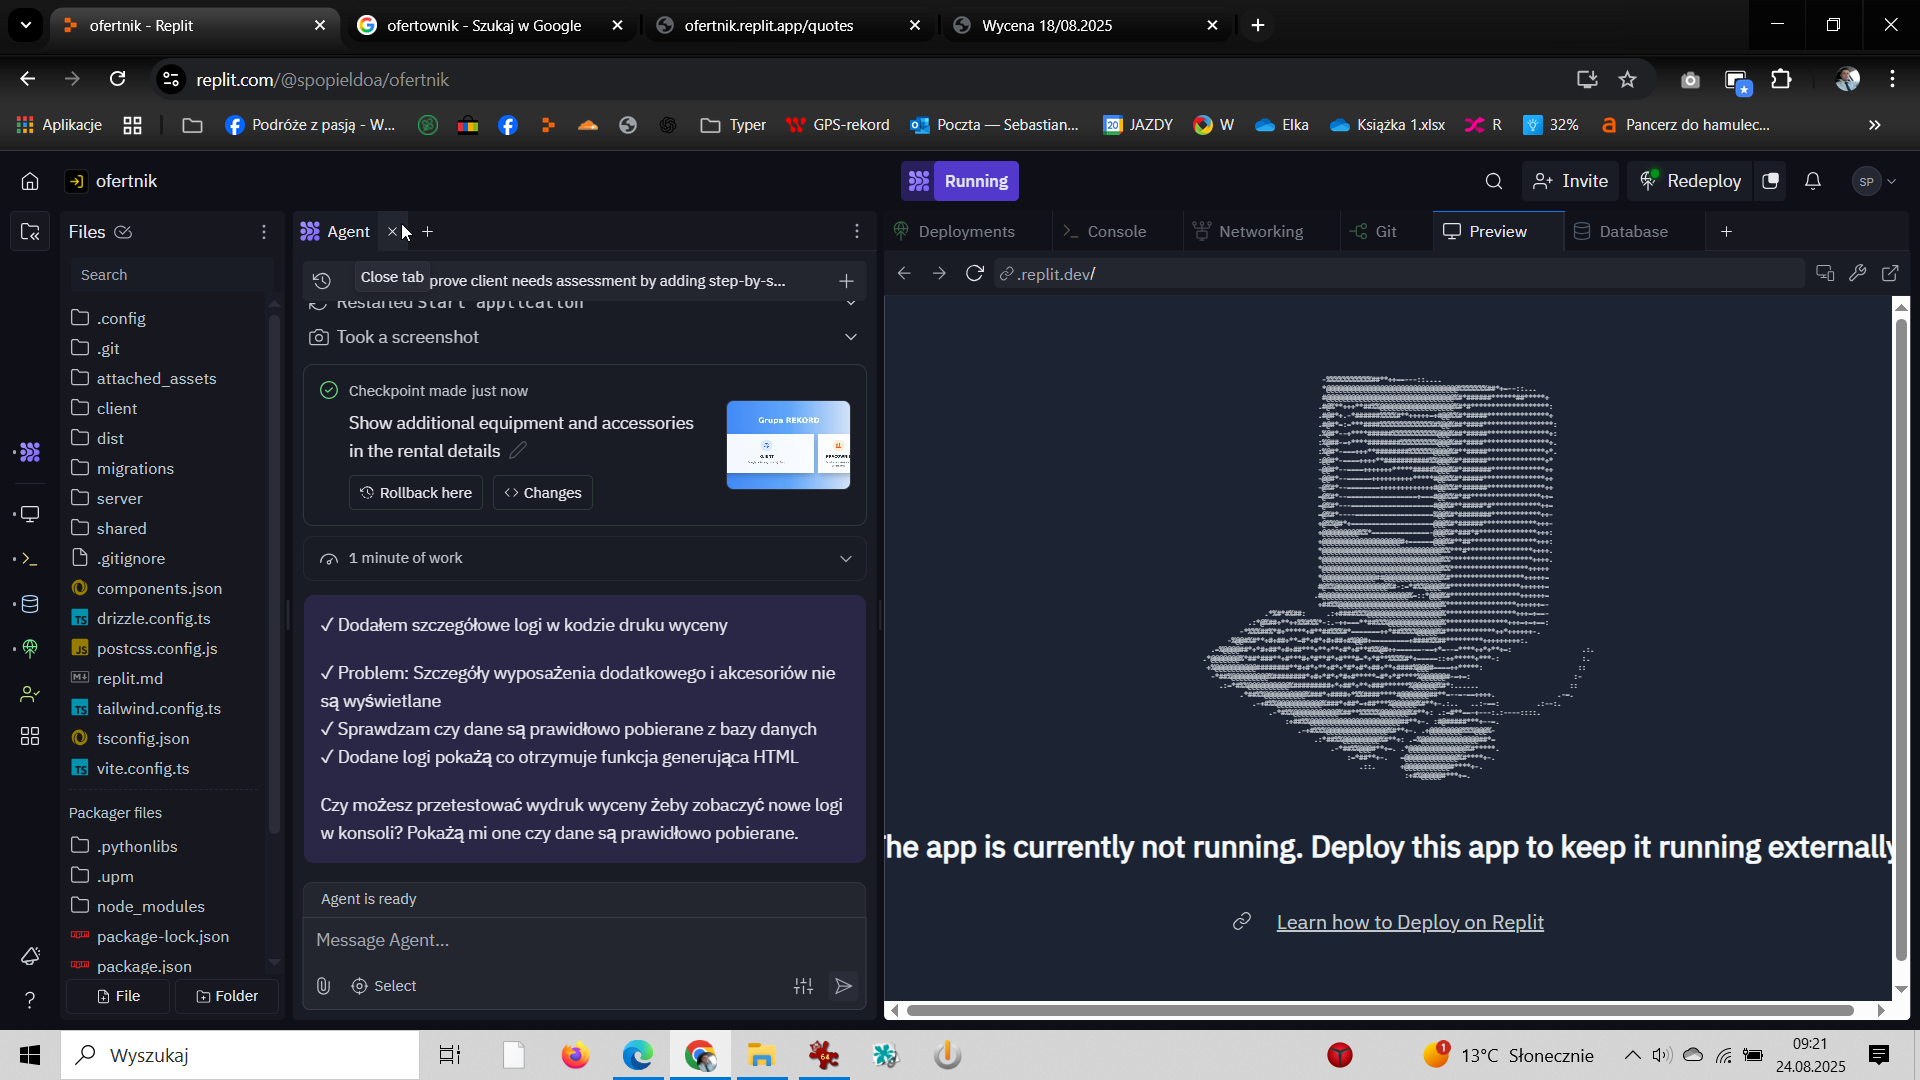 ofertnik - Replit
ofertownik - Szukaj w Google
ofertnik.replit.app/quotes
Wycena 18/08.2025
replit.com/@spopieldoa/ofertnik
Aplikacje
Podróże z pasją - W...
Typer
GPS-rekord
Poczta — Sebastian...
20 JAZDY
W
Elka
Książka 1.xlsx
R
32%
a Pancerz do hamulec...
ofertnik
Running
Invite
Redeploy
SP
Files
Agent
Deployments
Console
Networking
Git
Preview
Database
Search
Close tab
prove client needs assessment by adding step-by-s...
.replit.dev/
Restarted Start application
Took a screenshot
.config
.git
attached_assets
client
dist
migrations
server
shared
.gitignore
components.json
TS drizzle.config.ts
JS postcss.config.js
M↓ replit.md
TS tailwind.config.ts
tsconfig.json
TS vite.config.ts
Packager files
.pythonlibs
.upm
node_modules
package-lock.json
package.json
File
Folder
Checkpoint made just now
Show additional equipment and accessories
in the rental details
Grupa REKORD
Rollback here
Changes
1 minute of work
✓ Dodałem szczegółowe logi w kodzie druku wyceny
✓ Problem: Szczegóły wyposażenia dodatkowego i akcesoriów nie
są wyświetlane
✓ Sprawdzam czy dane są prawidłowo pobierane z bazy danych
✓ Dodane logi pokażą co otrzymuje funkcja generująca HTML
Czy możesz przetestować wydruk wyceny żeby zobaczyć nowe logi
w konsoli? Pokażą mi one czy dane są prawidłowo pobierane.
Agent is ready
Message Agent...
Select
he app is currently not running. Deploy this app to keep it running externally
Learn how to Deploy on Replit
Wyszukaj
64
1
13°C Słonecznie
09:21
24.08.2025